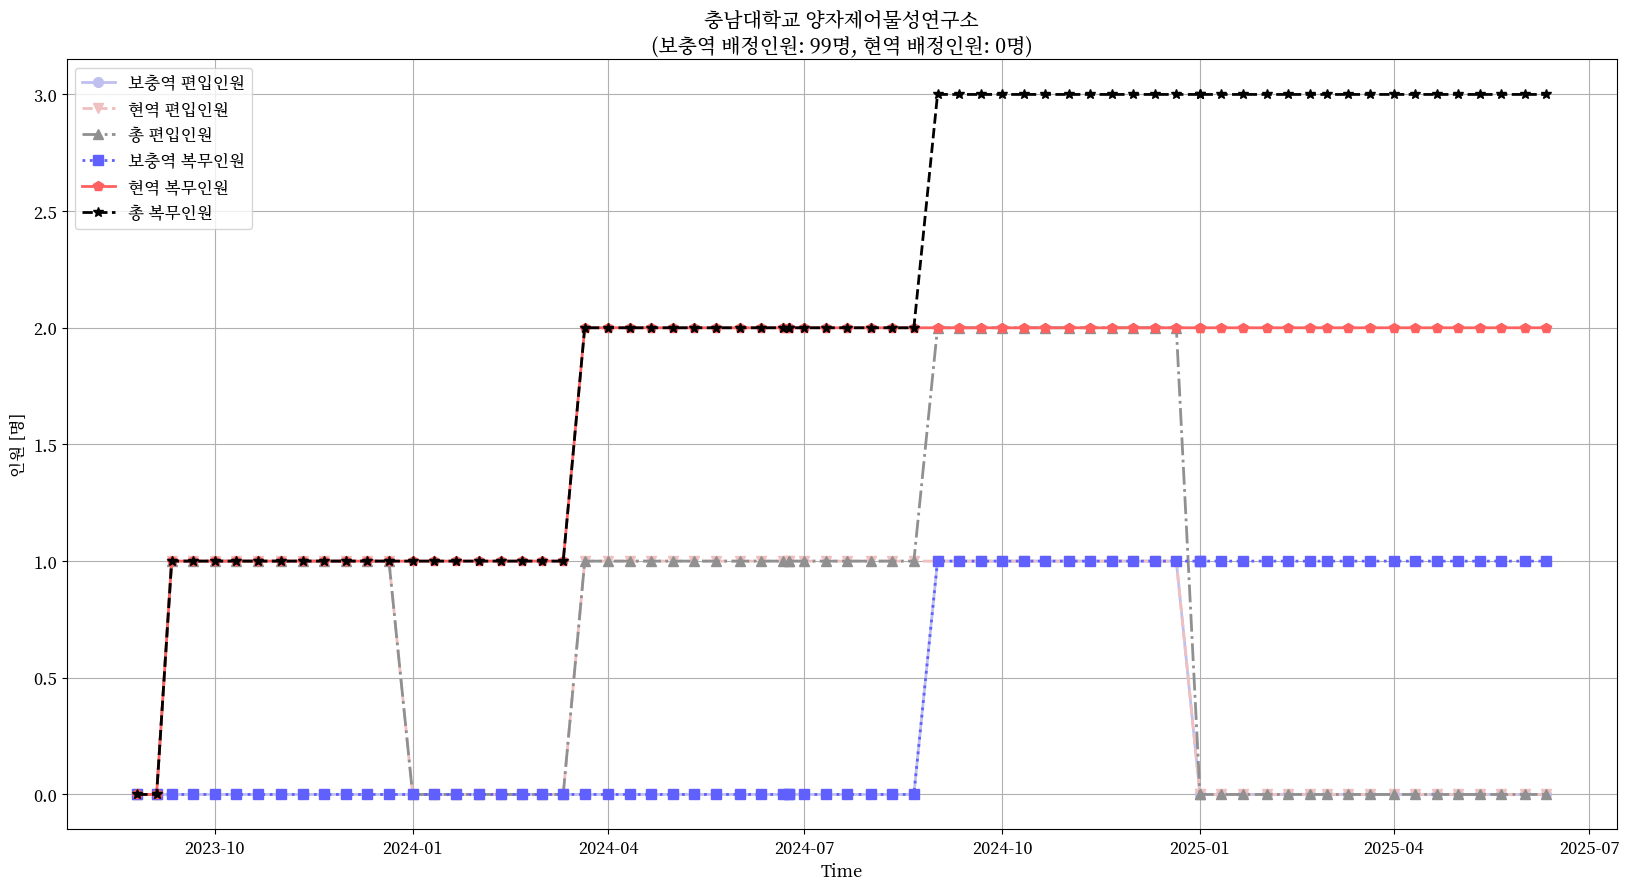 충남대학교 양자제어물성연구소
(보충역 배정인원: 99명, 현역 배정인원: 0명)
보충역 편입인원
현역 편입인원
총 편입인원
보충역 복무인원
현역 복무인원
총 복무인원
인원 [명]
3.0
2.5
2.0
1.5
1.0
0.5
0.0
2023-10 2024-01 2024-04 2024-07 2024-10 2025-01 2025-04 2025-07
Time